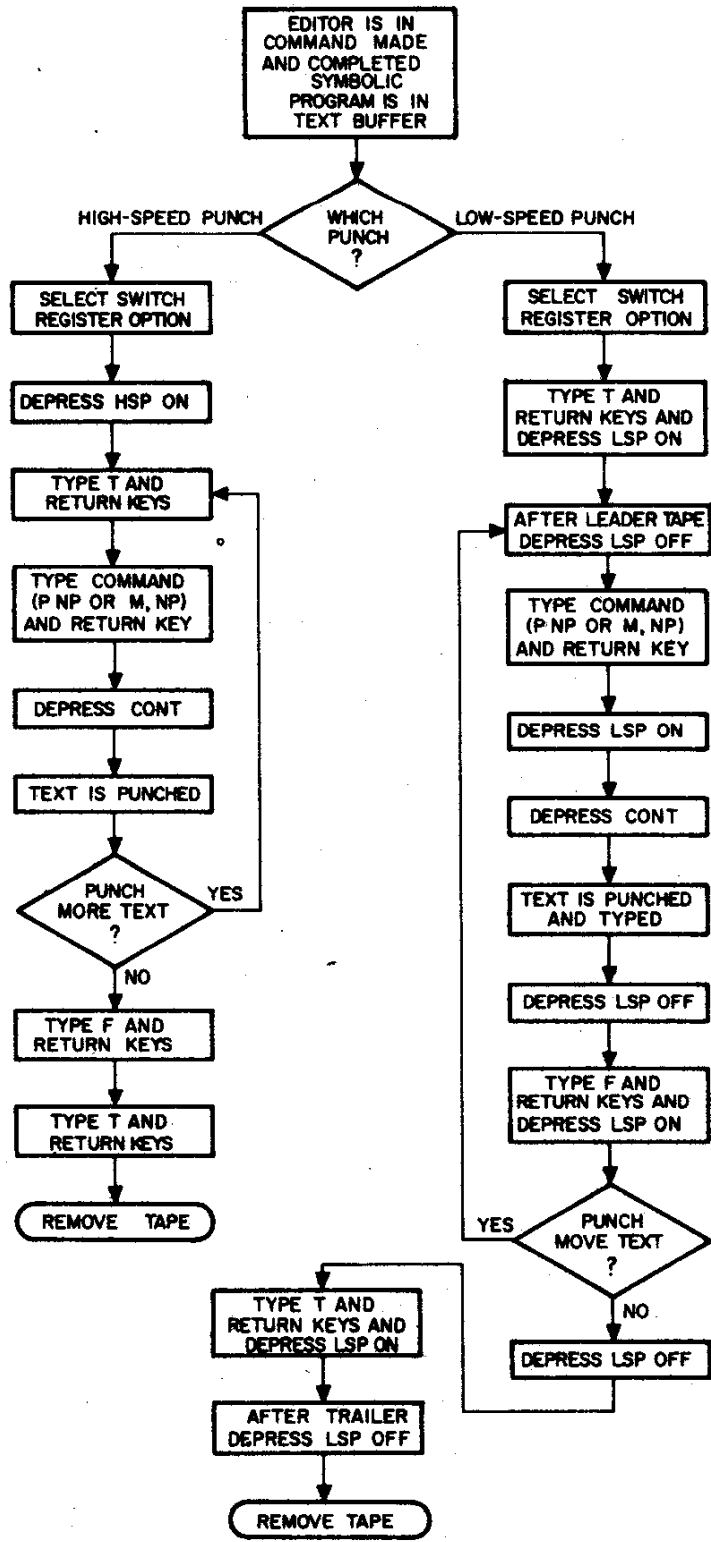 EDITOR IS IN
COMMAND MADE
AND COMPLETED
SYMBOLIC
PROGRAM IS IN
TEXT BUFFER
WHICH
PUNCH
?
HIGH-SPEED PUNCH
SELECT SWITCH
REGISTER OPTION
DEPRESS HSP ON
TYPE T AND
RETURN KEYS
TYPE COMMAND
(P NP OR M, NP)
AND RETURN KEY
DEPRESS CONT
TEXT IS PUNCHED
PUNCH
MORE TEXT
?
YES
NO
TYPE F AND
RETURN KEYS
TYPE T AND
RETURN KEYS
REMOVE TAPE
LOW-SPEED PUNCH
SELECT SWITCH
REGISTER OPTION
TYPE T AND
RETURN KEYS AND
DEPRESS LSP ON
AFTER LEADER TAPE
DEPRESS LSP OFF
TYPE COMMAND
(P NP OR M, NP)
AND RETURN KEY
DEPRESS LSP ON
DEPRESS CONT
TEXT IS PUNCHED
AND TYPED
DEPRESS LSP OFF
TYPE F AND
RETURN KEYS AND
DEPRESS LSP ON
PUNCH
MOVE TEXT
?
YES
NO
DEPRESS LSP OFF
TYPE T AND
RETURN KEYS AND
DEPRESS LSP ON
AFTER TRAILER
DEPRESS LSP OFF
REMOVE TAPE